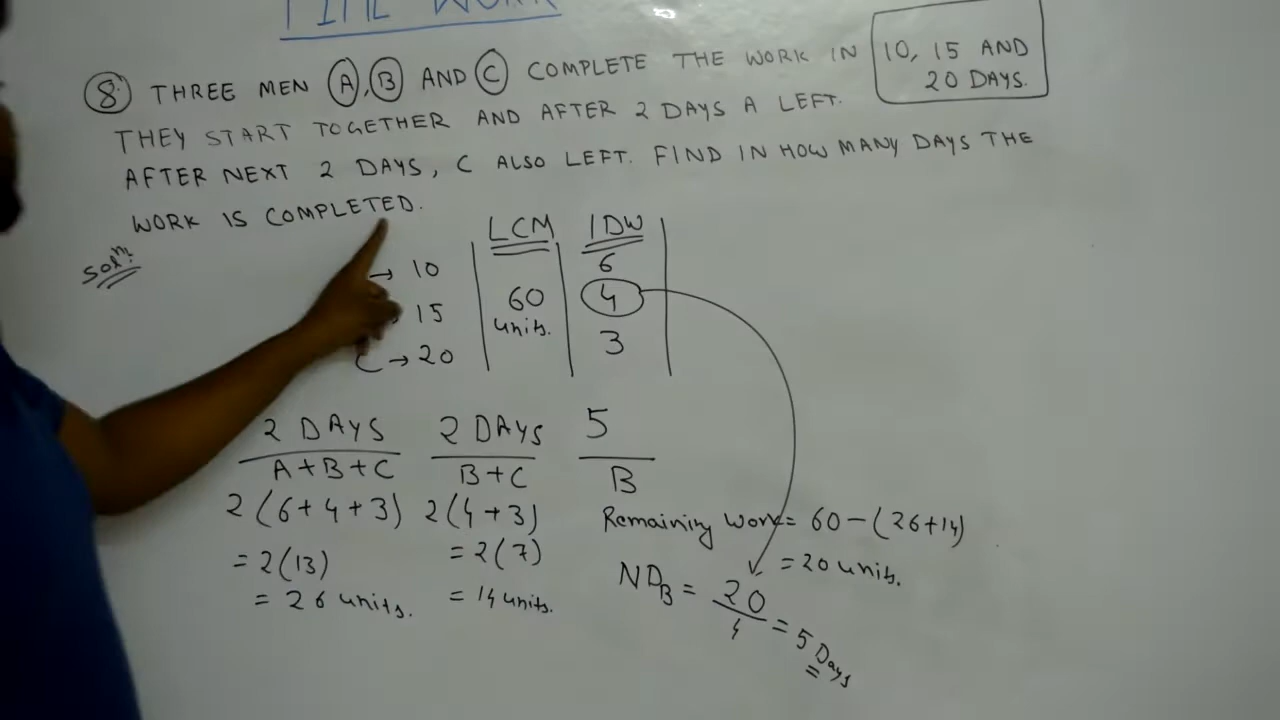 TIME WORK
8. THREE MEN A, B AND C COMPLETE THE WORK IN 10, 15 AND
20 DAYS.
THEY START TOGETHER AND AFTER 2 DAYS A LEFT.
AFTER NEXT 2 DAYS, C ALSO LEFT. FIND IN HOW MANY DAYS THE
WORK IS COMPLETED.
Solⁿ.
LCM 1DW
→ 10 6
15 60 units. 4
C → 20 3
2 DAYS 2 DAYS 5
A+B+C B+C B
2(6+4+3) 2(4+3) Remaining Work = 60-(26+14)
= 2(13) = 2(7) = 20 units.
= 26 units. = 14 units. NDB = 20/4 = 5 Days